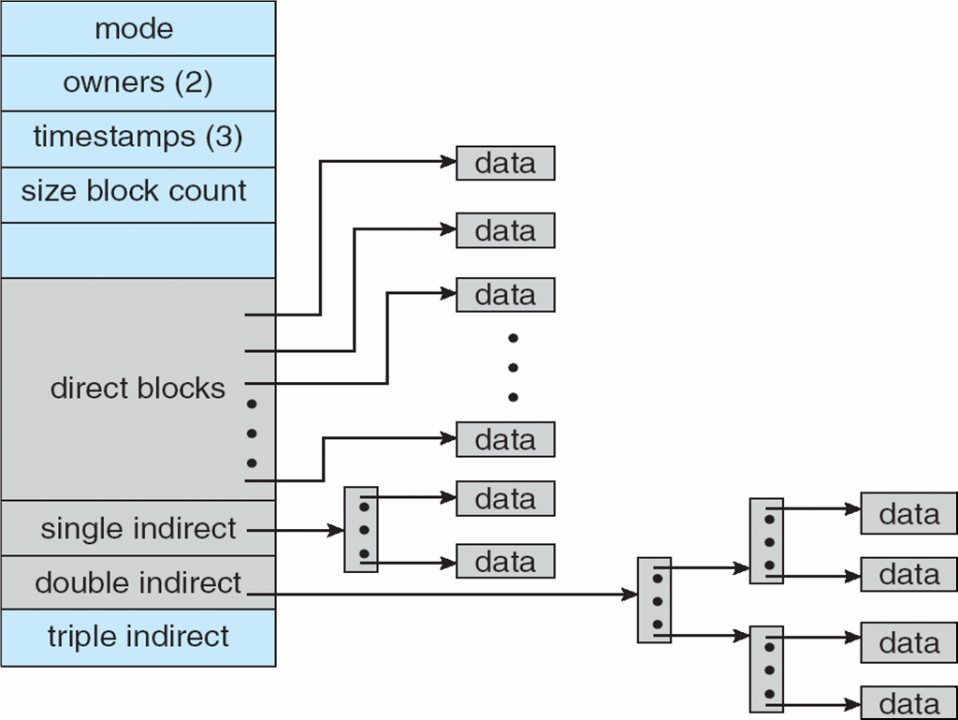 mode
owners (2)
timestamps (3)
size block count
data
data
data
direct blocks
data
single indirect
data
data
data
double indirect
data
triple indirect
data
data